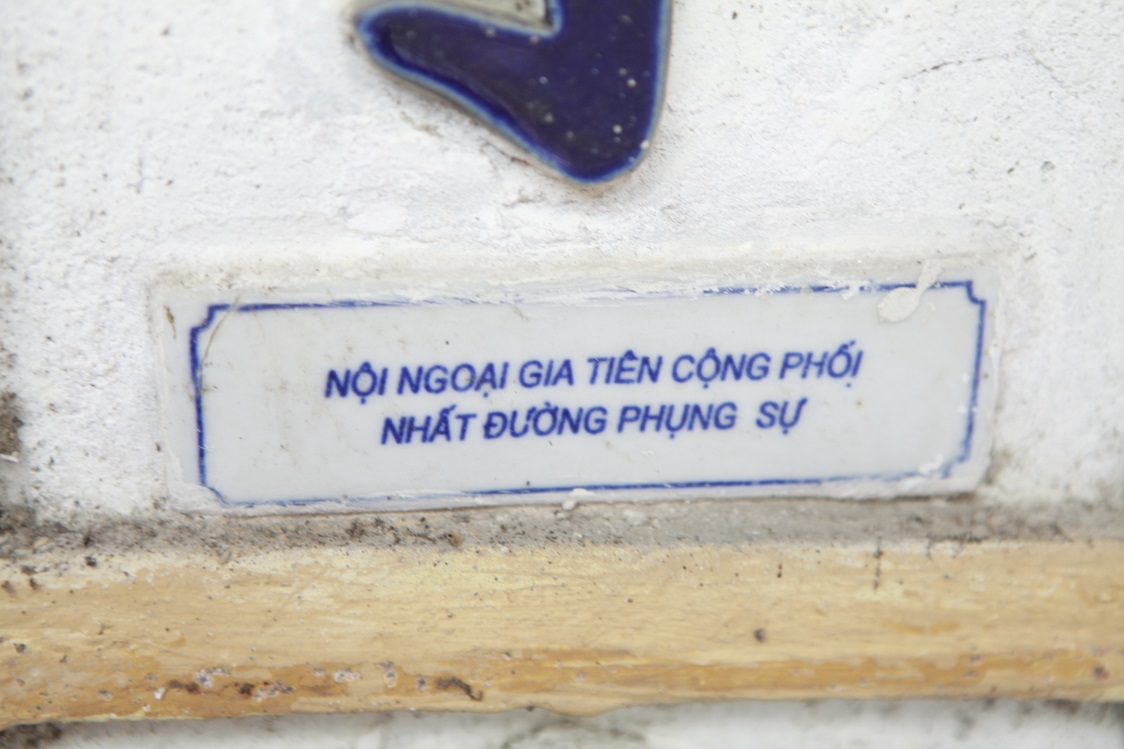 NỘI NGOẠI GIA TIÊN CỘNG PHỐI
NHẤT ĐƯỜNG PHỤNG SỰ